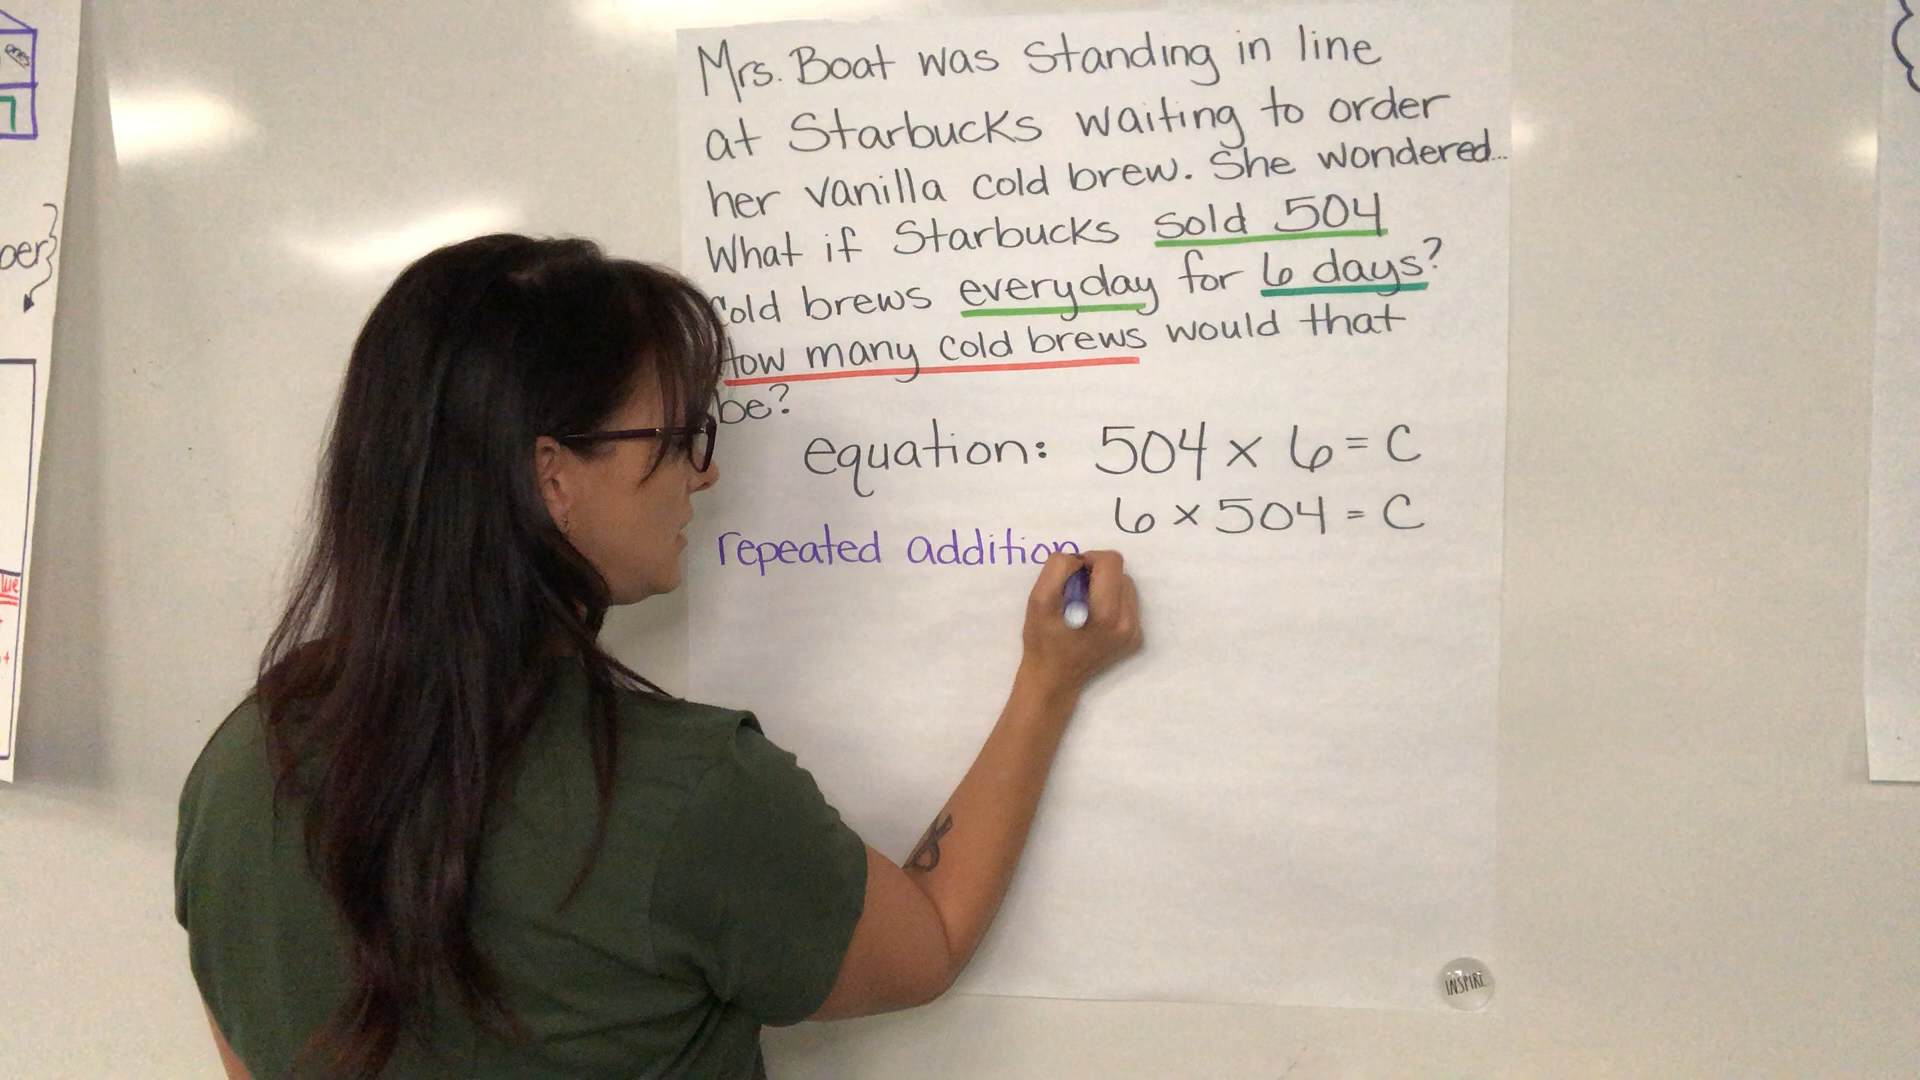 Mrs. Boat was standing in line
at Starbucks waiting to order
her vanilla cold brew. She wondered...
What if Starbucks sold 504
cold brews everyday for 6 days?
How many cold brews would that
be?
equation: 504 x 6 = C
6 x 504 = C
repeated addition
INSPIRE